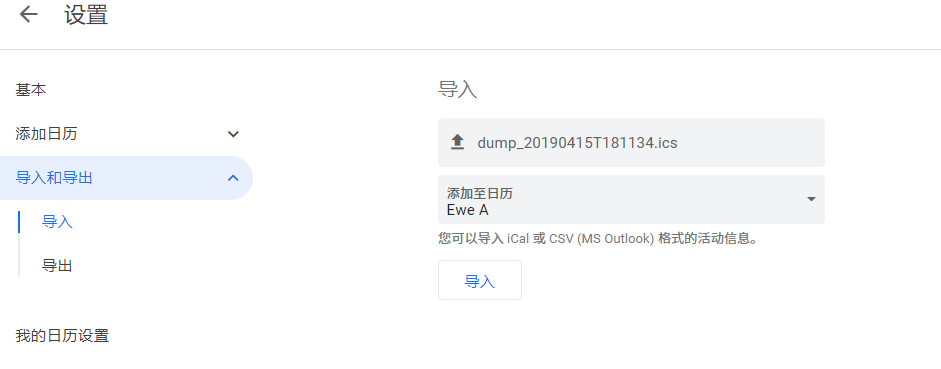 设置
基本
添加日历
导入和导出
导入
导出
我的日历设置
导入
dump_20190415T181134.ics
添加至日历
Ewe A
您可以导入 iCal 或 CSV (MS Outlook) 格式的活动信息。
导入